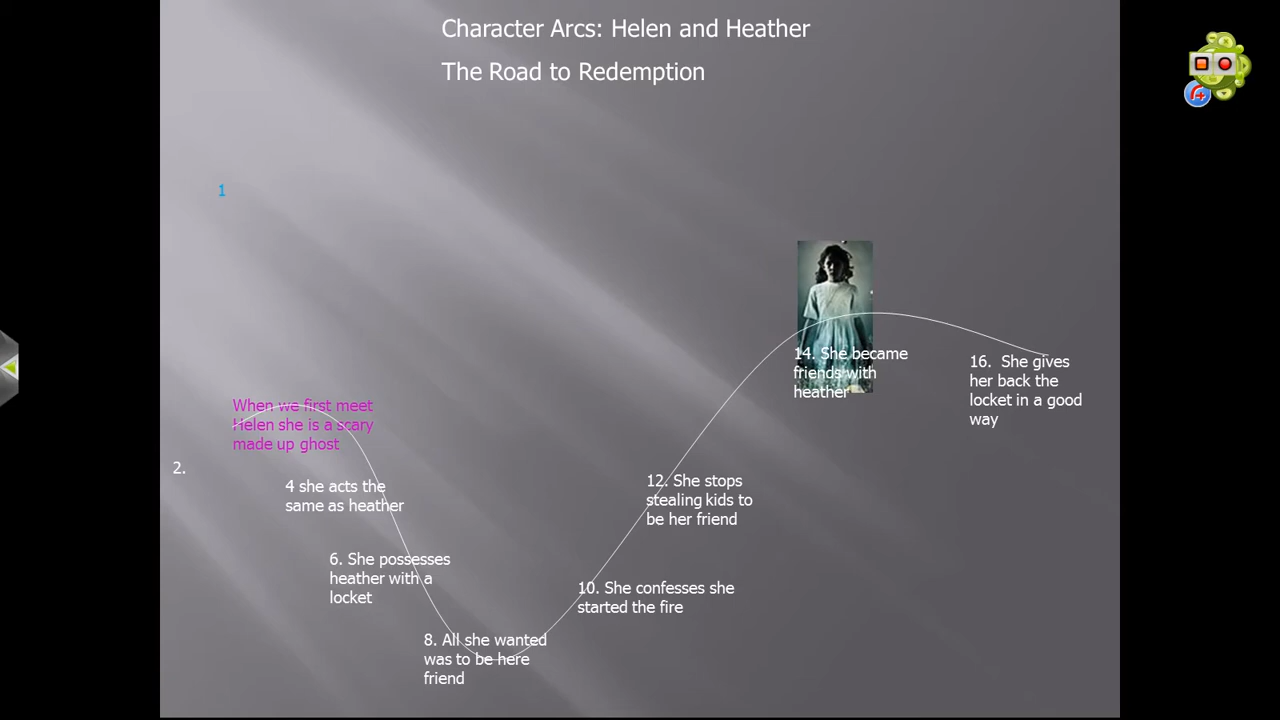 Character Arcs: Helen and Heather
The Road to Redemption
1
When we first meet
Helen she is a scary
made up ghost
2.
4 she acts the
same as heather
6. She possesses
heather with a
locket
8. All she wanted
was to be here
friend
10. She confesses she
started the fire
12. She stops
stealing kids to
be her friend
14. She became
friends with
heather
16. She gives
her back the
locket in a good
way